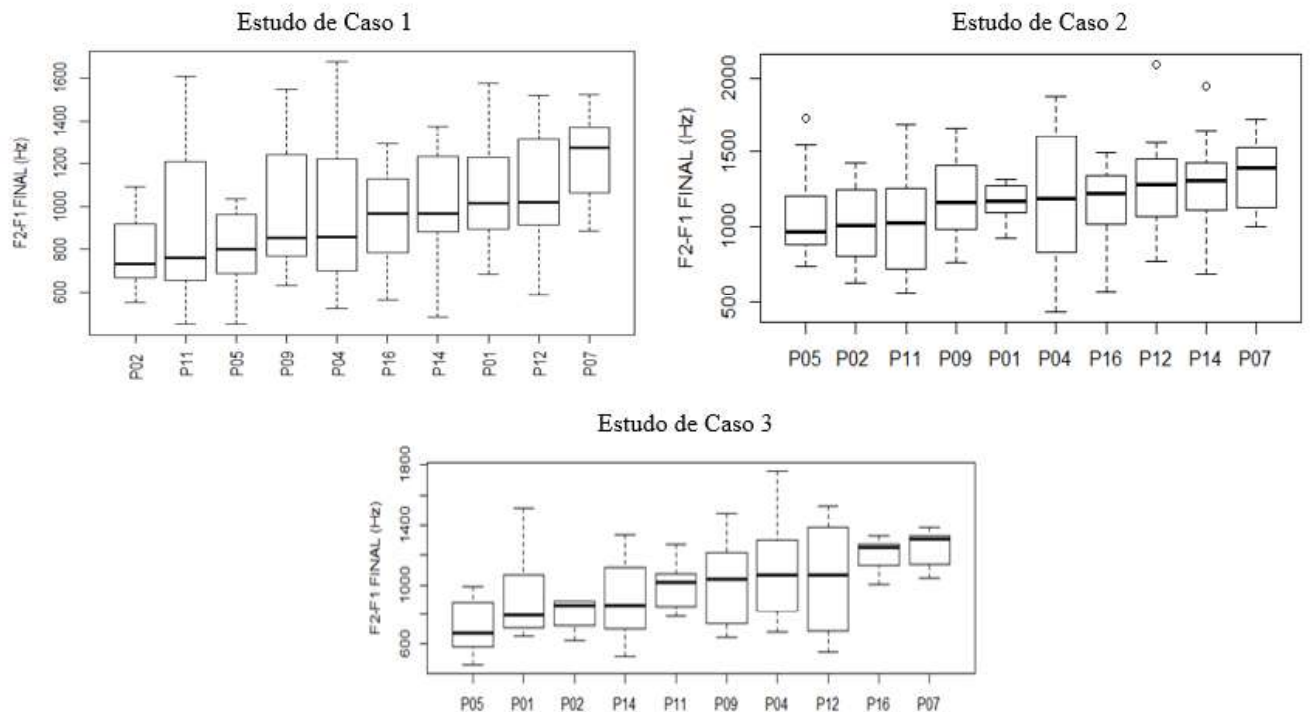 Estudo de Caso 1
F2-F1 FINAL (Hz)
1600
1400
1200
1000
800
600
P02 P11 P05 P09 P04 P16 P14 P01 P12 P07
Estudo de Caso 2
F2-F1 FINAL (Hz)
2000
1500
1000
500
P05 P02 P11 P09 P01 P04 P16 P12 P14 P07
Estudo de Caso 3
F2-F1 FINAL (Hz)
1800
1400
1000
600
P05 P01 P02 P14 P11 P09 P04 P12 P16 P07